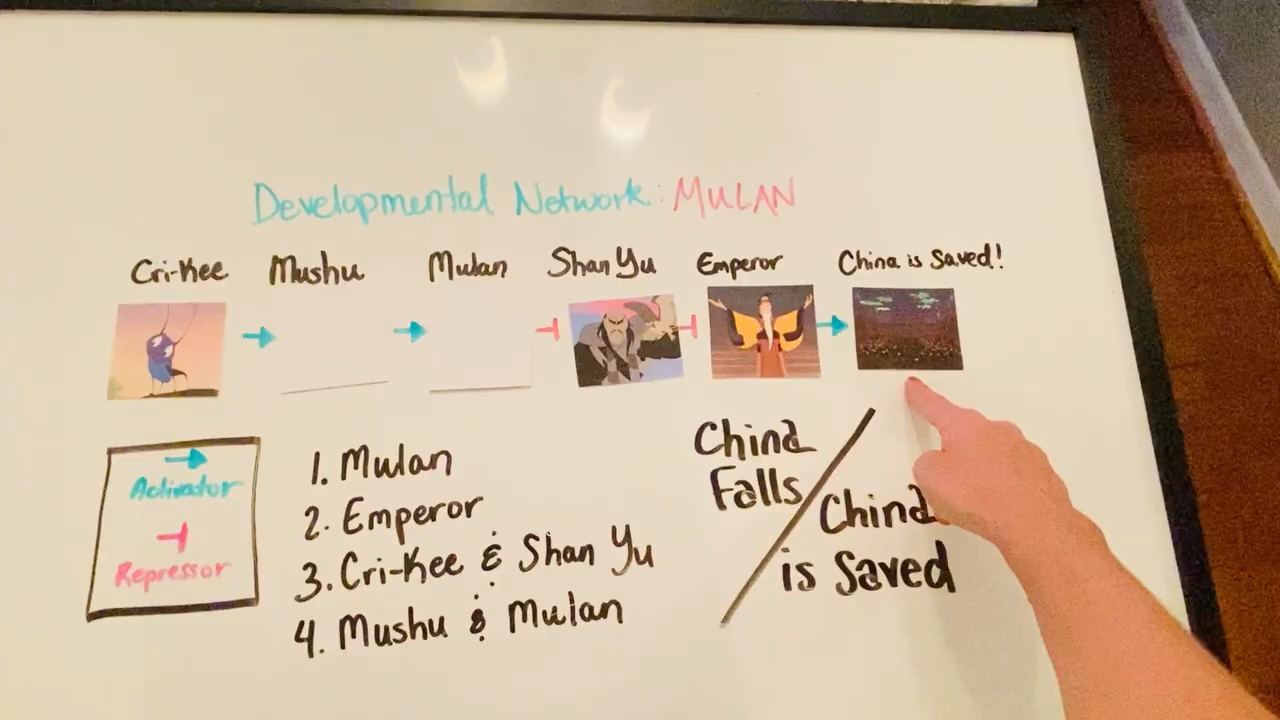 Developmental Network: MULAN
Cri-Kee Mushu Mulan Shan Yu Emperor China is Saved!
Activator
Repressor
1. Mulan
2. Emperor
3. Cri-Kee & Shan Yu
4. Mushu & Mulan
China
Falls
China
is Saved